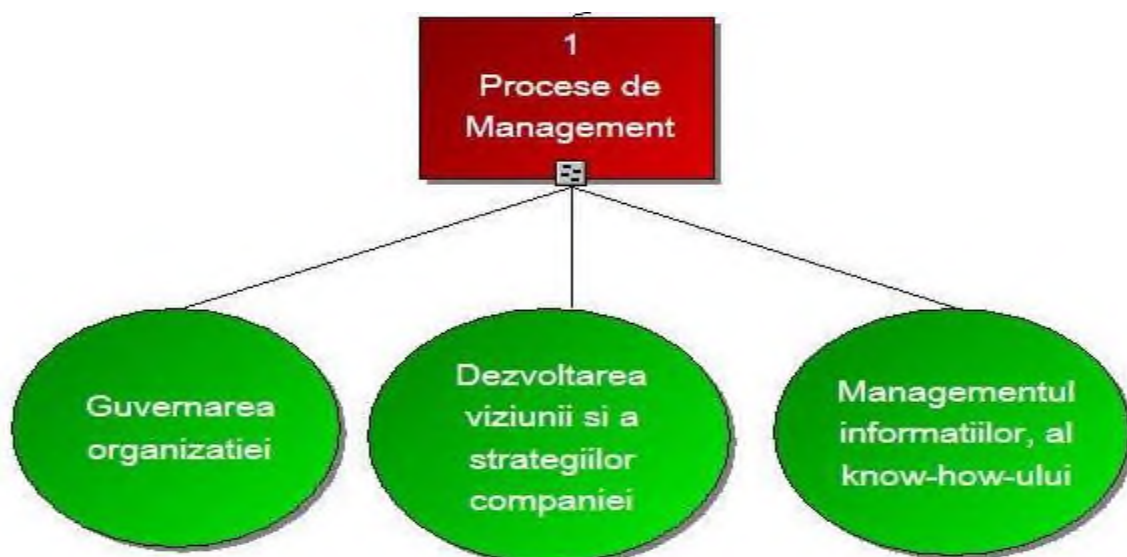 1
Procese de
Management
Guvernarea
organizatiei
Dezvoltarea
viziunii si a
strategiilor
companiei
Managementul
informatiilor, al
know-how-ului